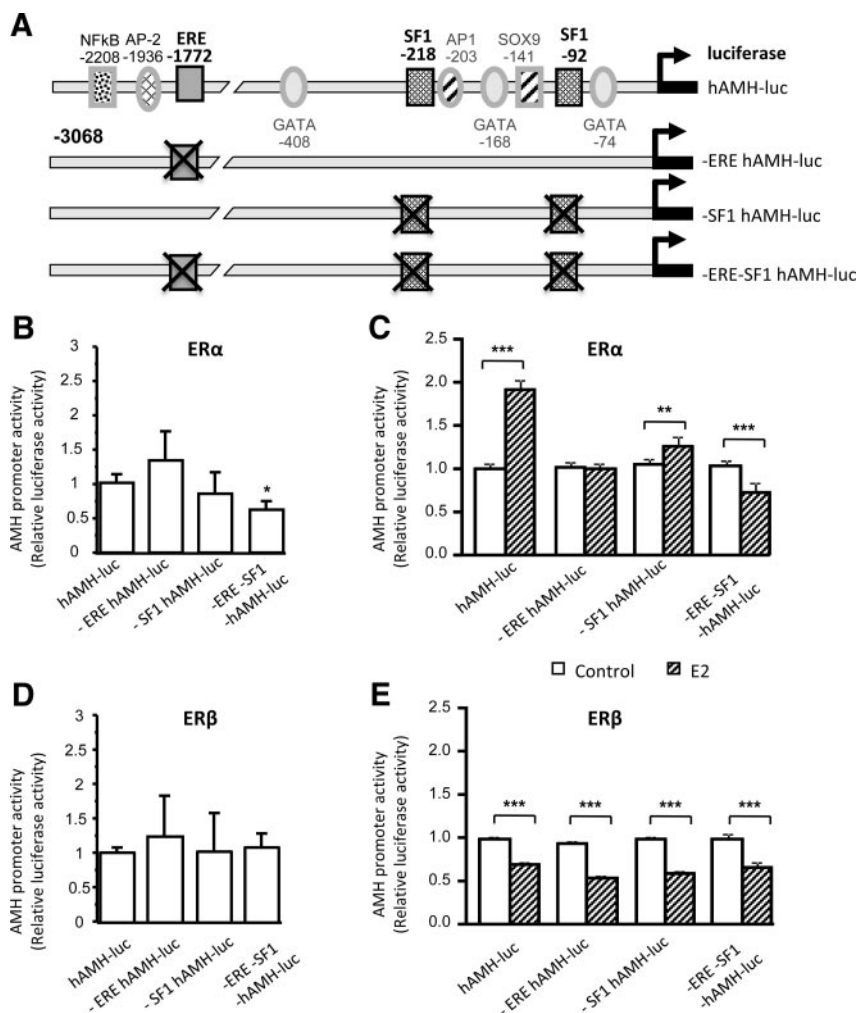 A
NFkB AP-2 ERE SF1 AP1 SOX9 SF1
-2208 -1936 -1772 -218 -203 -141 -92 luciferase
hAMH-luc
-3068 GATA GATA GATA
-408 -168 -74
-ERE hAMH-luc
-SF1 hAMH-luc
-ERE-SF1 hAMH-luc
B
ERα
AMH promoter activity
(Relative luciferase activity)
3
2.5
2
1.5
1
0.5
0
*
hAMH-luc
- ERE hAMH-luc
- SF1 hAMH-luc
-ERE -SF1
-hAMH-luc
C
ERα
AMH promoter activity
(Relative luciferase activity)
2.5
2.0
1.5
1.0
0.5
0.0
*** ** ***
hAMH-luc
- ERE hAMH-luc
- SF1 hAMH-luc
-ERE -SF1
-hAMH-luc
Control E2
D
ERβ
AMH promoter activity
(Relative luciferase activity)
3
2.5
2
1.5
1
0.5
0
hAMH-luc
- ERE hAMH-luc
- SF1 hAMH-luc
-ERE -SF1
-hAMH-luc
E
ERβ
AMH promoter activity
(Relative luciferase activity)
2.5
2.0
1.5
1.0
0.5
0.0
*** *** *** ***
hAMH-luc
- ERE hAMH-luc
- SF1 hAMH-luc
-ERE -SF1
-hAMH-luc